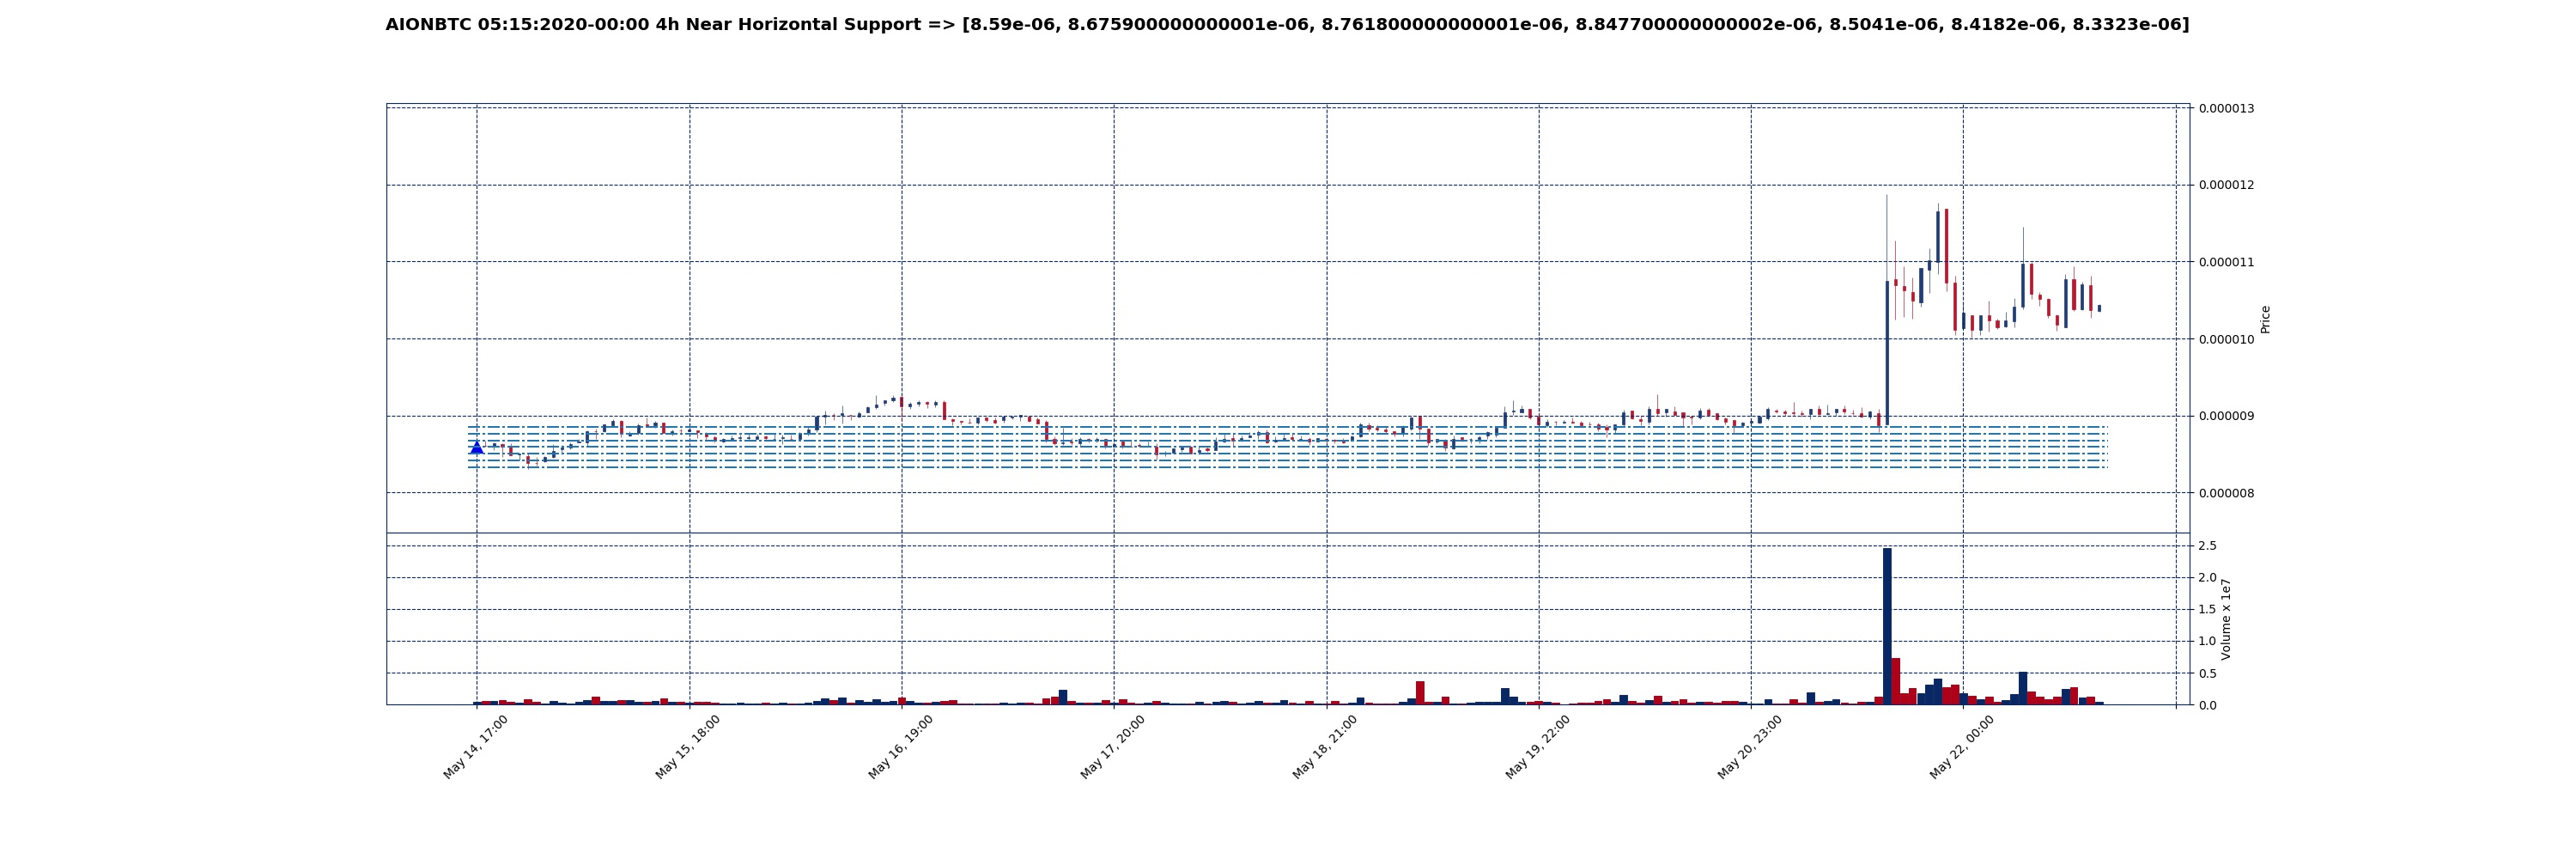 AIONBTC 05:15:2020-00:00 4h Near Horizontal Support => [8.59e-06, 8.675900000000001e-06, 8.761800000000001e-06, 8.847700000000002e-06, 8.5041e-06, 8.4182e-06, 8.3323e-06]
0.000013
0.000012
0.000011
0.000010
0.000009
0.000008
Price
2.5
2.0
1.5
1.0
0.5
0.0
Volume x 1e7
May 14, 17:00
May 15, 18:00
May 16, 19:00
May 17, 20:00
May 18, 21:00
May 19, 22:00
May 20, 23:00
May 22, 00:00